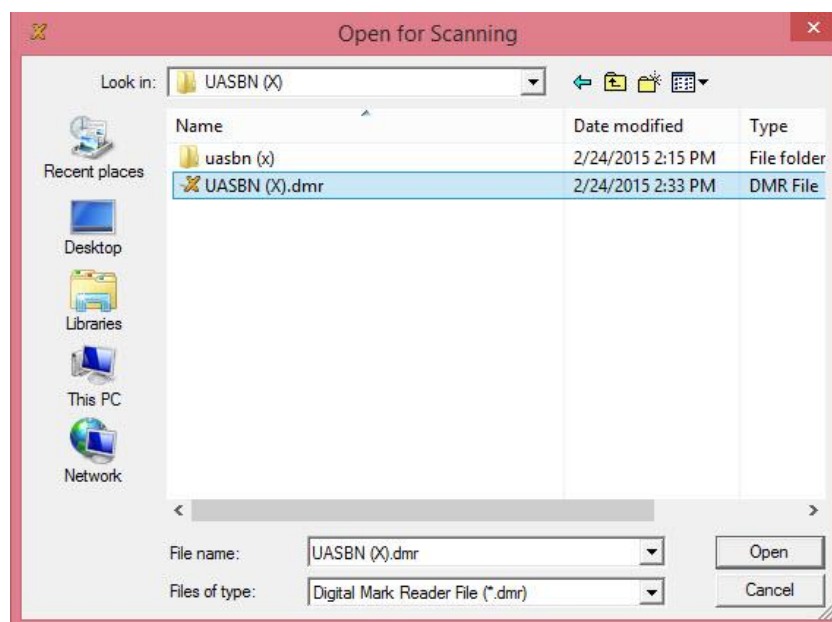 Open for Scanning
Look in: UASBN (X)
Name Date modified Type
uasbn (x) 2/24/2015 2:15 PM File folder
UASBN (X).dmr 2/24/2015 2:33 PM DMR File
Recent places
Desktop
Libraries
This PC
Network
File name: UASBN (X).dmr Open
Files of type: Digital Mark Reader File (*.dmr) Cancel